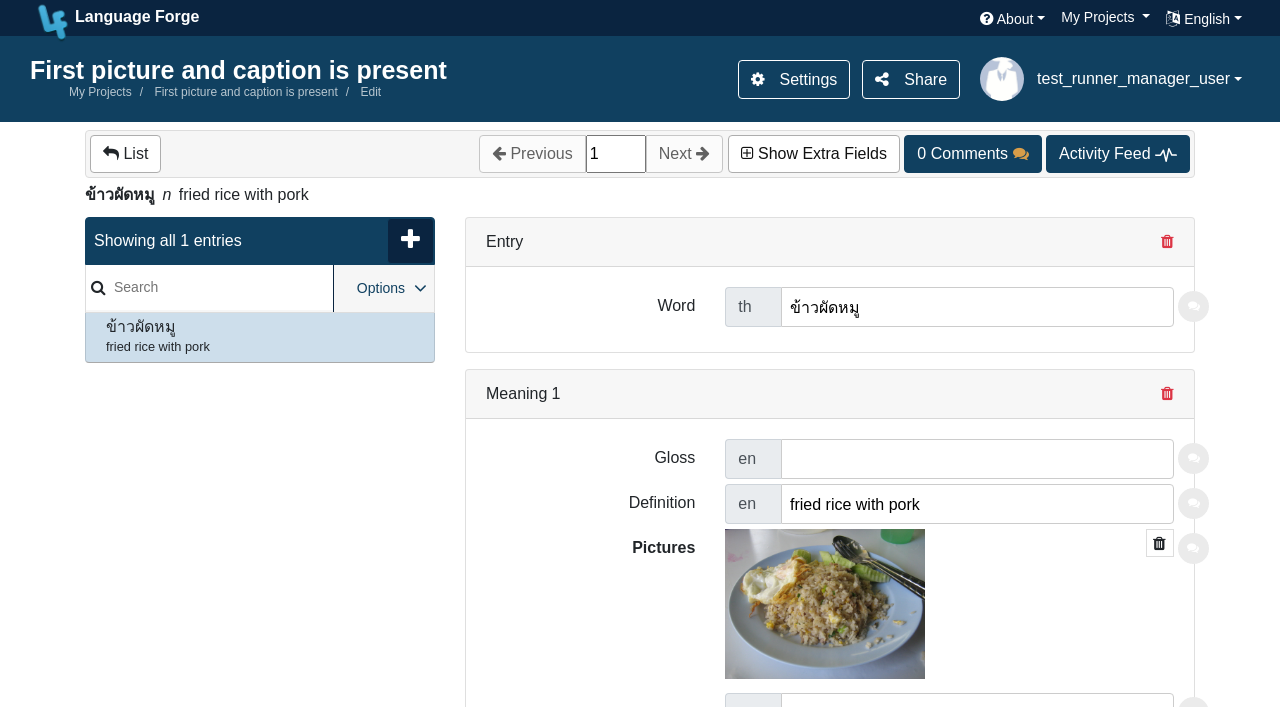 Language Forge
About
My Projects
English
First picture and caption is present
My Projects / First picture and caption is present / Edit
Settings
Share
test_runner_manager_user
List
Previous
1
Next
Show Extra Fields
0 Comments
Activity Feed
ข้าวผัดหมู n fried rice with pork
Showing all 1 entries
Search
Options
ข้าวผัดหมู
fried rice with pork
Entry
Word
th
ข้าวผัดหมู
Meaning 1
Gloss
en
Definition
en
fried rice with pork
Pictures